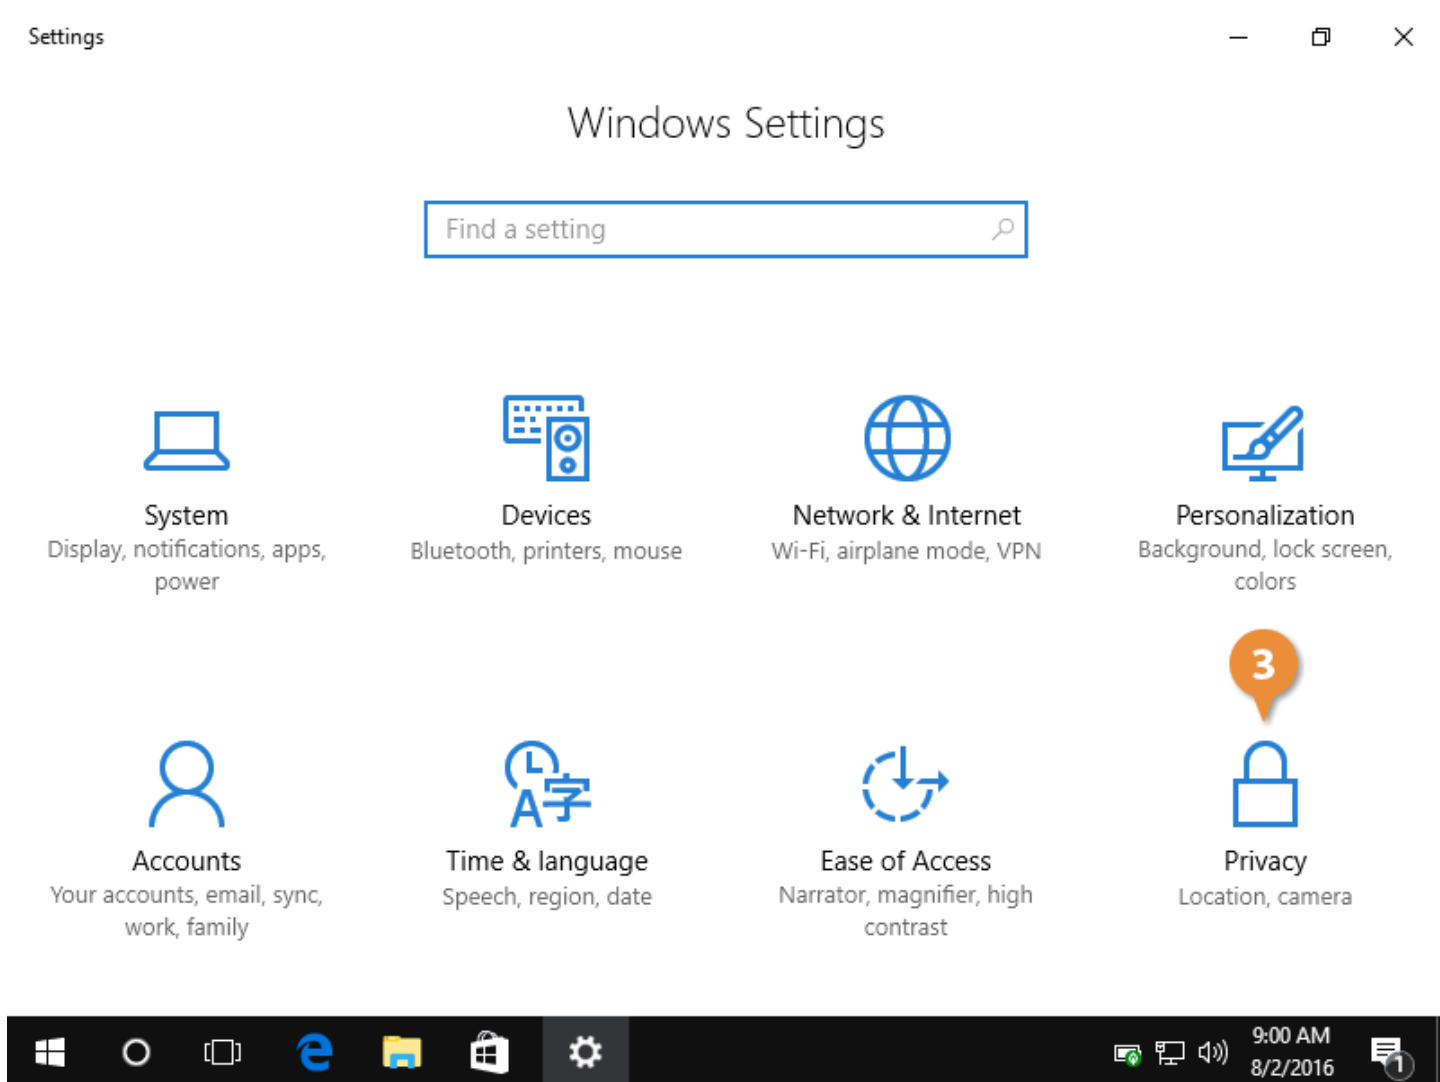 Settings
Windows Settings
Find a setting
System
Display, notifications, apps,
power
Devices
Bluetooth, printers, mouse
Network & Internet
Wi-Fi, airplane mode, VPN
Personalization
Background, lock screen,
colors
3
Accounts
Your accounts, email, sync,
work, family
A字
Time & language
Speech, region, date
Ease of Access
Narrator, magnifier, high
contrast
Privacy
Location, camera
9:00 AM
8/2/2016
1